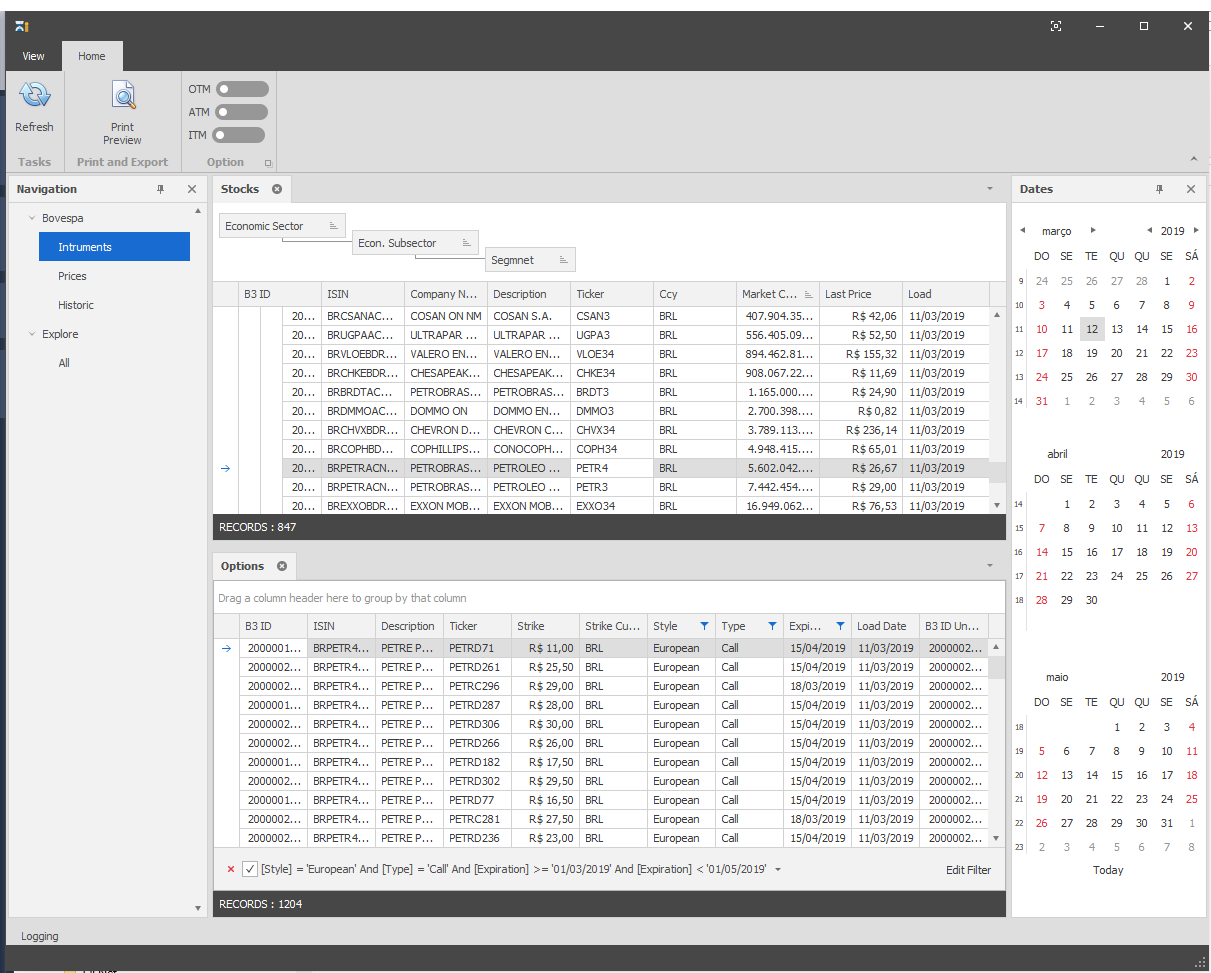 View Home
Refresh
Print Preview
OTM
ATM
ITM
Tasks Print and Export Option
Navigation
Bovespa
Intruments
Prices
Historic
Explore
All
Stocks
Economic Sector
Econ. Subsector
Segmnet
B3 ID ISIN Company N... Description Ticker Ccy Market C... Last Price Load
20... BRCSANAC... COSAN ON NM COSAN S.A. CSAN3 BRL 407.904.35... R$ 42,06 11/03/2019
20... BRUGPAAC... ULTRAPAR ... ULTRAPAR ... UGPA3 BRL 556.405.09... R$ 52,50 11/03/2019
20... BRVLOEBDR... VALERO EN... VALERO EN... VLOE34 BRL 894.462.81... R$ 155,32 11/03/2019
20... BRCHKEBDR... CHESAPEAK... CHESAPEAK... CHKE34 BRL 908.067.22... R$ 11,69 11/03/2019
20... BRBRDTAC... PETROBRAS... PETROBRAS... BRDT3 BRL 1.165.000.... R$ 24,90 11/03/2019
20... BRDMMOAC... DOMMO ON DOMMO EN... DMMO3 BRL 2.700.398.... R$ 0,82 11/03/2019
20... BRCHVXBDR... CHEVRON D... CHEVRON C... CHVX34 BRL 3.789.113.... R$ 236,14 11/03/2019
20... BRCOPHBD... COPHILLIPS... CONOCOPH... COPH34 BRL 4.948.415.... R$ 65,01 11/03/2019
20... BRPETRACN... PETROBRAS... PETROLEO ... PETR4 BRL 5.602.042.... R$ 26,67 11/03/2019
20... BRPETRACN... PETROBRAS... PETROLEO ... PETR3 BRL 7.442.454.... R$ 29,00 11/03/2019
20... BREXXOBDR... EXXON MOB... EXXON MOB... EXXO34 BRL 16.949.062... R$ 76,53 11/03/2019
RECORDS : 847
Options
Drag a column header here to group by that column
B3 ID ISIN Description Ticker Strike Strike Cu... Style Type Expi... Load Date B3 ID Un...
2000001... BRPETR4... PETRE P... PETRD71 R$ 11,00 BRL European Call 15/04/2019 11/03/2019 2000002...
2000002... BRPETR4... PETRE P... PETRD261 R$ 25,50 BRL European Call 15/04/2019 11/03/2019 2000002...
2000002... BRPETR4... PETRE P... PETRC296 R$ 29,00 BRL European Call 18/03/2019 11/03/2019 2000002...
2000001... BRPETR4... PETRE P... PETRD287 R$ 28,00 BRL European Call 15/04/2019 11/03/2019 2000002...
2000002... BRPETR4... PETRE P... PETRD306 R$ 30,00 BRL European Call 15/04/2019 11/03/2019 2000002...
2000002... BRPETR4... PETRE P... PETRD266 R$ 26,00 BRL European Call 15/04/2019 11/03/2019 2000002...
2000001... BRPETR4... PETRE P... PETRD182 R$ 17,50 BRL European Call 15/04/2019 11/03/2019 2000002...
2000002... BRPETR4... PETRE P... PETRD302 R$ 29,50 BRL European Call 15/04/2019 11/03/2019 2000002...
2000001... BRPETR4... PETRE P... PETRD77 R$ 16,50 BRL European Call 15/04/2019 11/03/2019 2000002...
2000001... BRPETR4... PETRE P... PETRC281 R$ 27,50 BRL European Call 18/03/2019 11/03/2019 2000002...
2000002... BRPETR4... PETRE P... PETRD236 R$ 23,00 BRL European Call 15/04/2019 11/03/2019 2000002...
[Style] = 'European' And [Type] = 'Call' And [Expiration] >= '01/03/2019' And [Expiration] < '01/05/2019' Edit Filter
RECORDS : 1204
Dates
março 2019
DO SE TE QU QU SE SÁ
9 24 25 26 27 28 1 2
10 3 4 5 6 7 8 9
11 10 11 12 13 14 15 16
12 17 18 19 20 21 22 23
13 24 25 26 27 28 29 30
14 31 1 2 3 4 5 6
abril 2019
DO SE TE QU QU SE SÁ
14 1 2 3 4 5 6
15 7 8 9 10 11 12 13
16 14 15 16 17 18 19 20
17 21 22 23 24 25 26 27
18 28 29 30
maio 2019
DO SE TE QU QU SE SÁ
18 1 2 3 4
19 5 6 7 8 9 10 11
20 12 13 14 15 16 17 18
21 19 20 21 22 23 24 25
22 26 27 28 29 30 31 1
23 2 3 4 5 6 7 8
Today
Logging